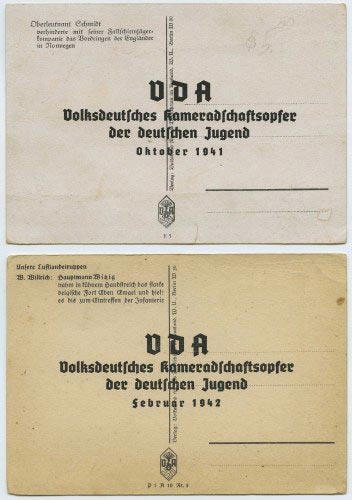 Oberleutnant Schmidt
verhinderte mit seiner Fallschirmjäger-
kompanie das Vordringen der Engländer
in Norwegen
VDA
Volksdeutsches Kameradschaftsopfer
der deutschen Jugend
Oktober 1941
Unsere Luftlandetruppen
W. Willrich: Hauptmann Witzig
nahm in kühnem Handstreich das starke
belgische Fort Eben Emael und hielt
es bis zum Eintreffen der Infanterie
VDA
Volksdeutsches Kameradschaftsopfer
der deutschen Jugend
Februar 1942